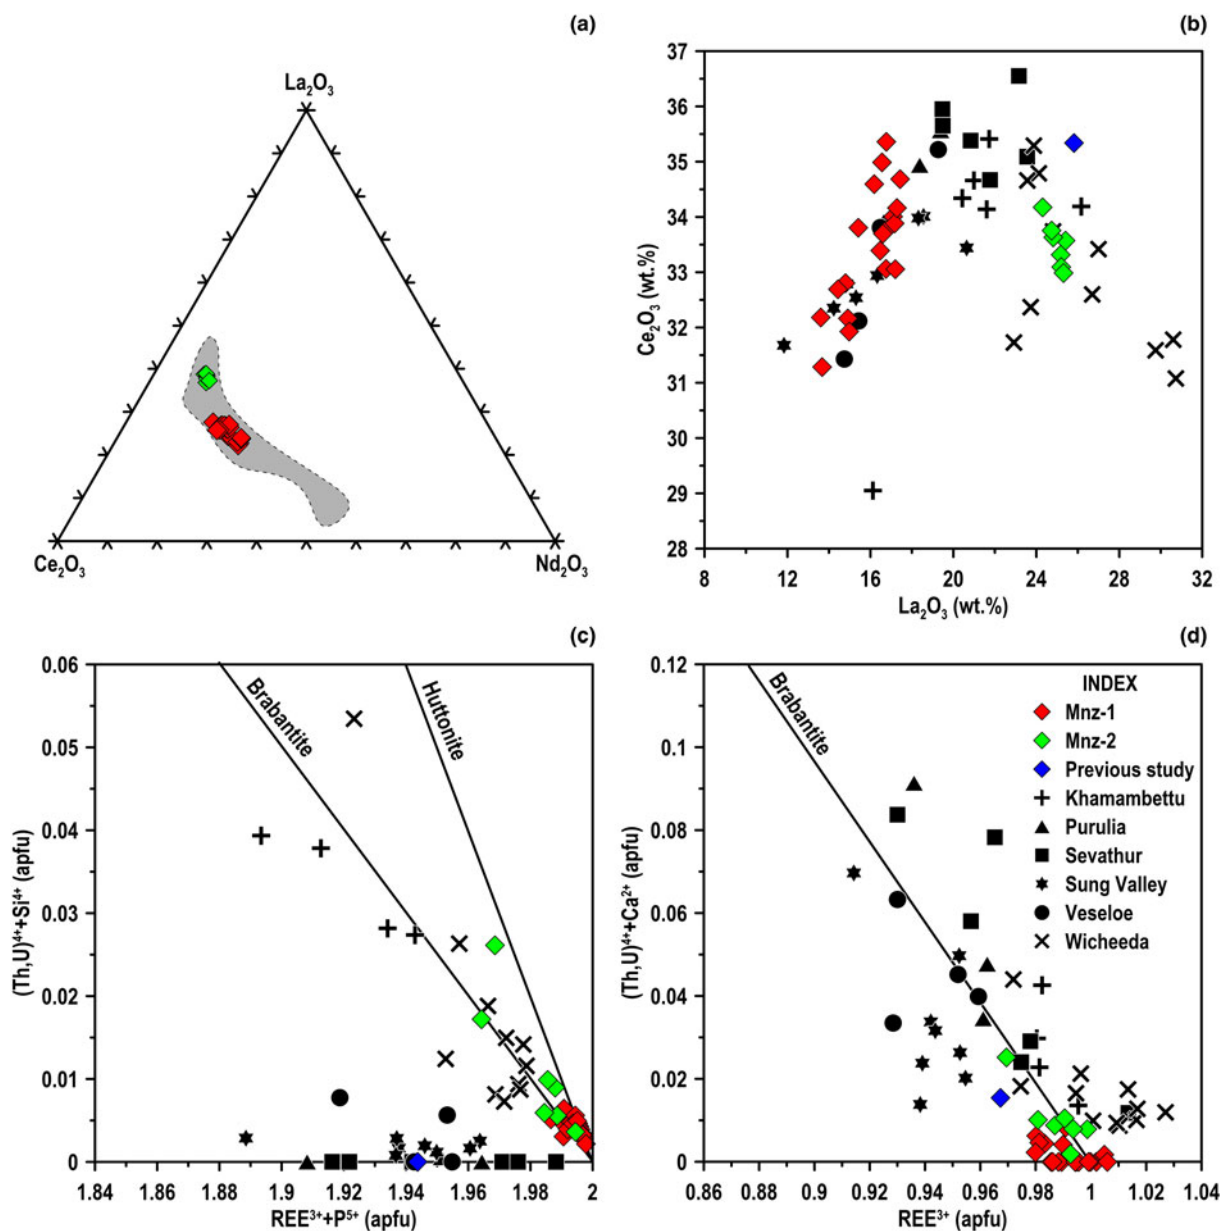 (a)
La₂O₃
Ce₂O₃
Nd₂O₃
(b)
37
36
35
34
33
32
31
30
29
28
Ce₂O₃ (wt.%)
8 12 16 20 24 28 32
La₂O₃ (wt.%)
(c)
0.06
0.05
0.04
0.03
0.02
0.01
0
(Th,U)⁴⁺+Si⁴⁺ (apfu)
Brabantite
Huttonite
1.84 1.86 1.88 1.9 1.92 1.94 1.96 1.98 2
REE³⁺+P⁵⁺ (apfu)
(d)
0.12
0.1
0.08
0.06
0.04
0.02
0
(Th,U)⁴⁺+Ca²⁺ (apfu)
Brabantite
INDEX
Mnz-1
Mnz-2
Previous study
Khamambettu
Purulia
Sevathur
Sung Valley
Veseloe
Wicheeda
0.86 0.88 0.9 0.92 0.94 0.96 0.98 1 1.02 1.04
REE³⁺ (apfu)